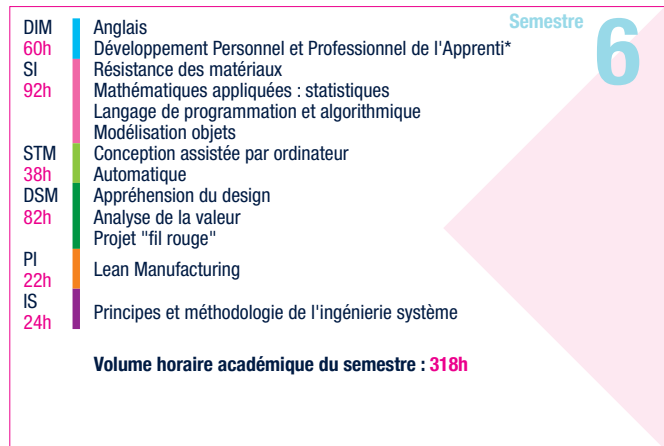 Semestre 6
DIM Anglais
60h Développement Personnel et Professionnel de l'Apprenti*
SI Résistance des matériaux
92h Mathématiques appliquées : statistiques
Langage de programmation et algorithmique
Modélisation objets
STM Conception assistée par ordinateur
38h Automatique
DSM Appréhension du design
82h Analyse de la valeur
Projet "fil rouge"
PI
22h
Lean Manufacturing
IS
24h
Principes et méthodologie de l'ingénierie système
Volume horaire académique du semestre : 318h